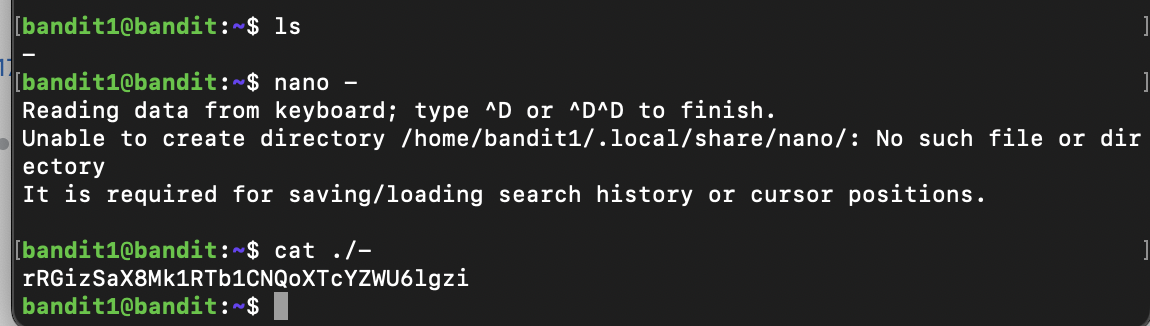 [bandit1@bandit:~$ ls ]
-
[bandit1@bandit:~$ nano - ]
Reading data from keyboard; type ^D or ^D^D to finish.
Unable to create directory /home/bandit1/.local/share/nano/: No such file or dir
ectory
It is required for saving/loading search history or cursor positions.
[bandit1@bandit:~$ cat ./- ]
rRGizSaX8Mk1RTb1CNQoXTcYZWU6lgzi
bandit1@bandit:~$